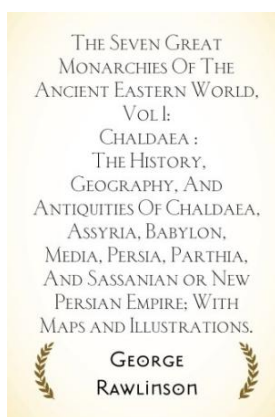 The Seven Great
Monarchies Of The
Ancient Eastern World,
Vol I:
Chaldaea :
The History,
Geography, And
Antiquities Of Chaldaea,
Assyria, Babylon,
Media, Persia, Parthia,
And Sassanian or New
Persian Empire; With
Maps and Illustrations.
George
Rawlinson